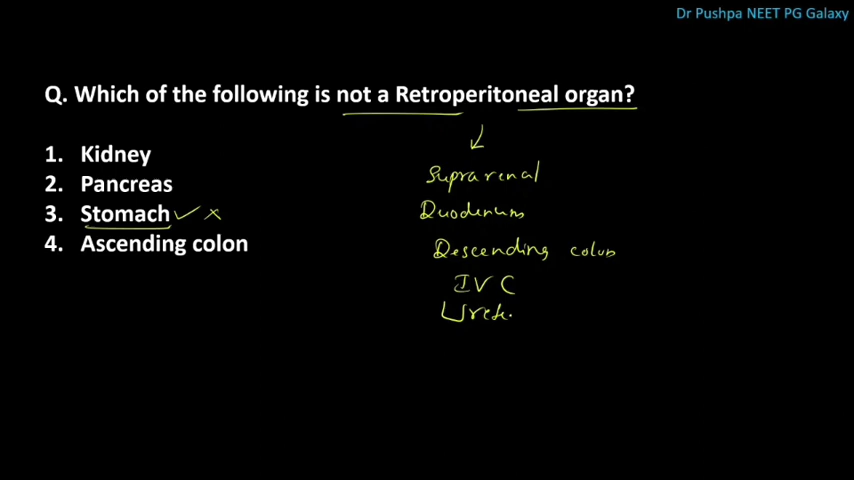 Dr Pushpa NEET PG Galaxy
Q. Which of the following is not a Retroperitoneal organ?
1. Kidney
2. Pancreas
3. Stomach ✓ ×
4. Ascending colon
Suprarenal
Duodenum
Descending colon
IVC